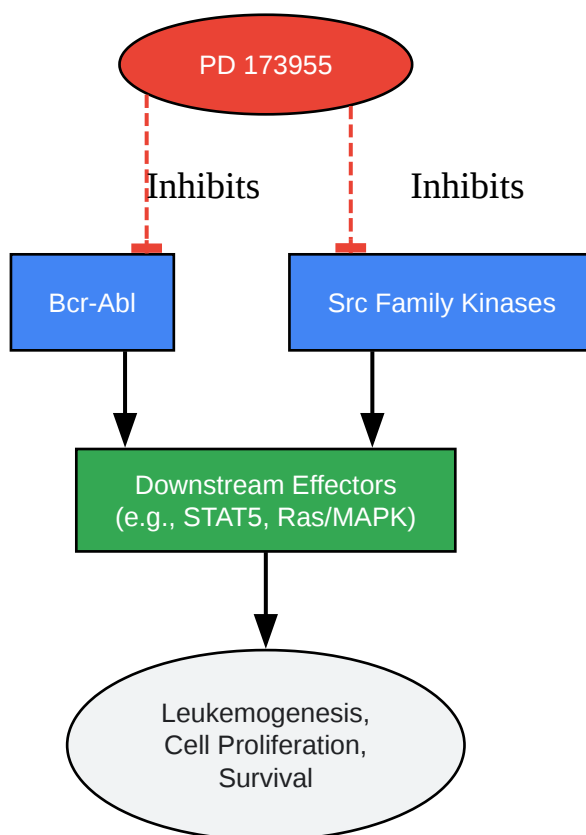 PD 173955
Inhibits
Inhibits
Bcr-Abl
Src Family Kinases
Downstream Effectors
(e.g., STAT5, Ras/MAPK)
Leukemogenesis,
Cell Proliferation,
Survival